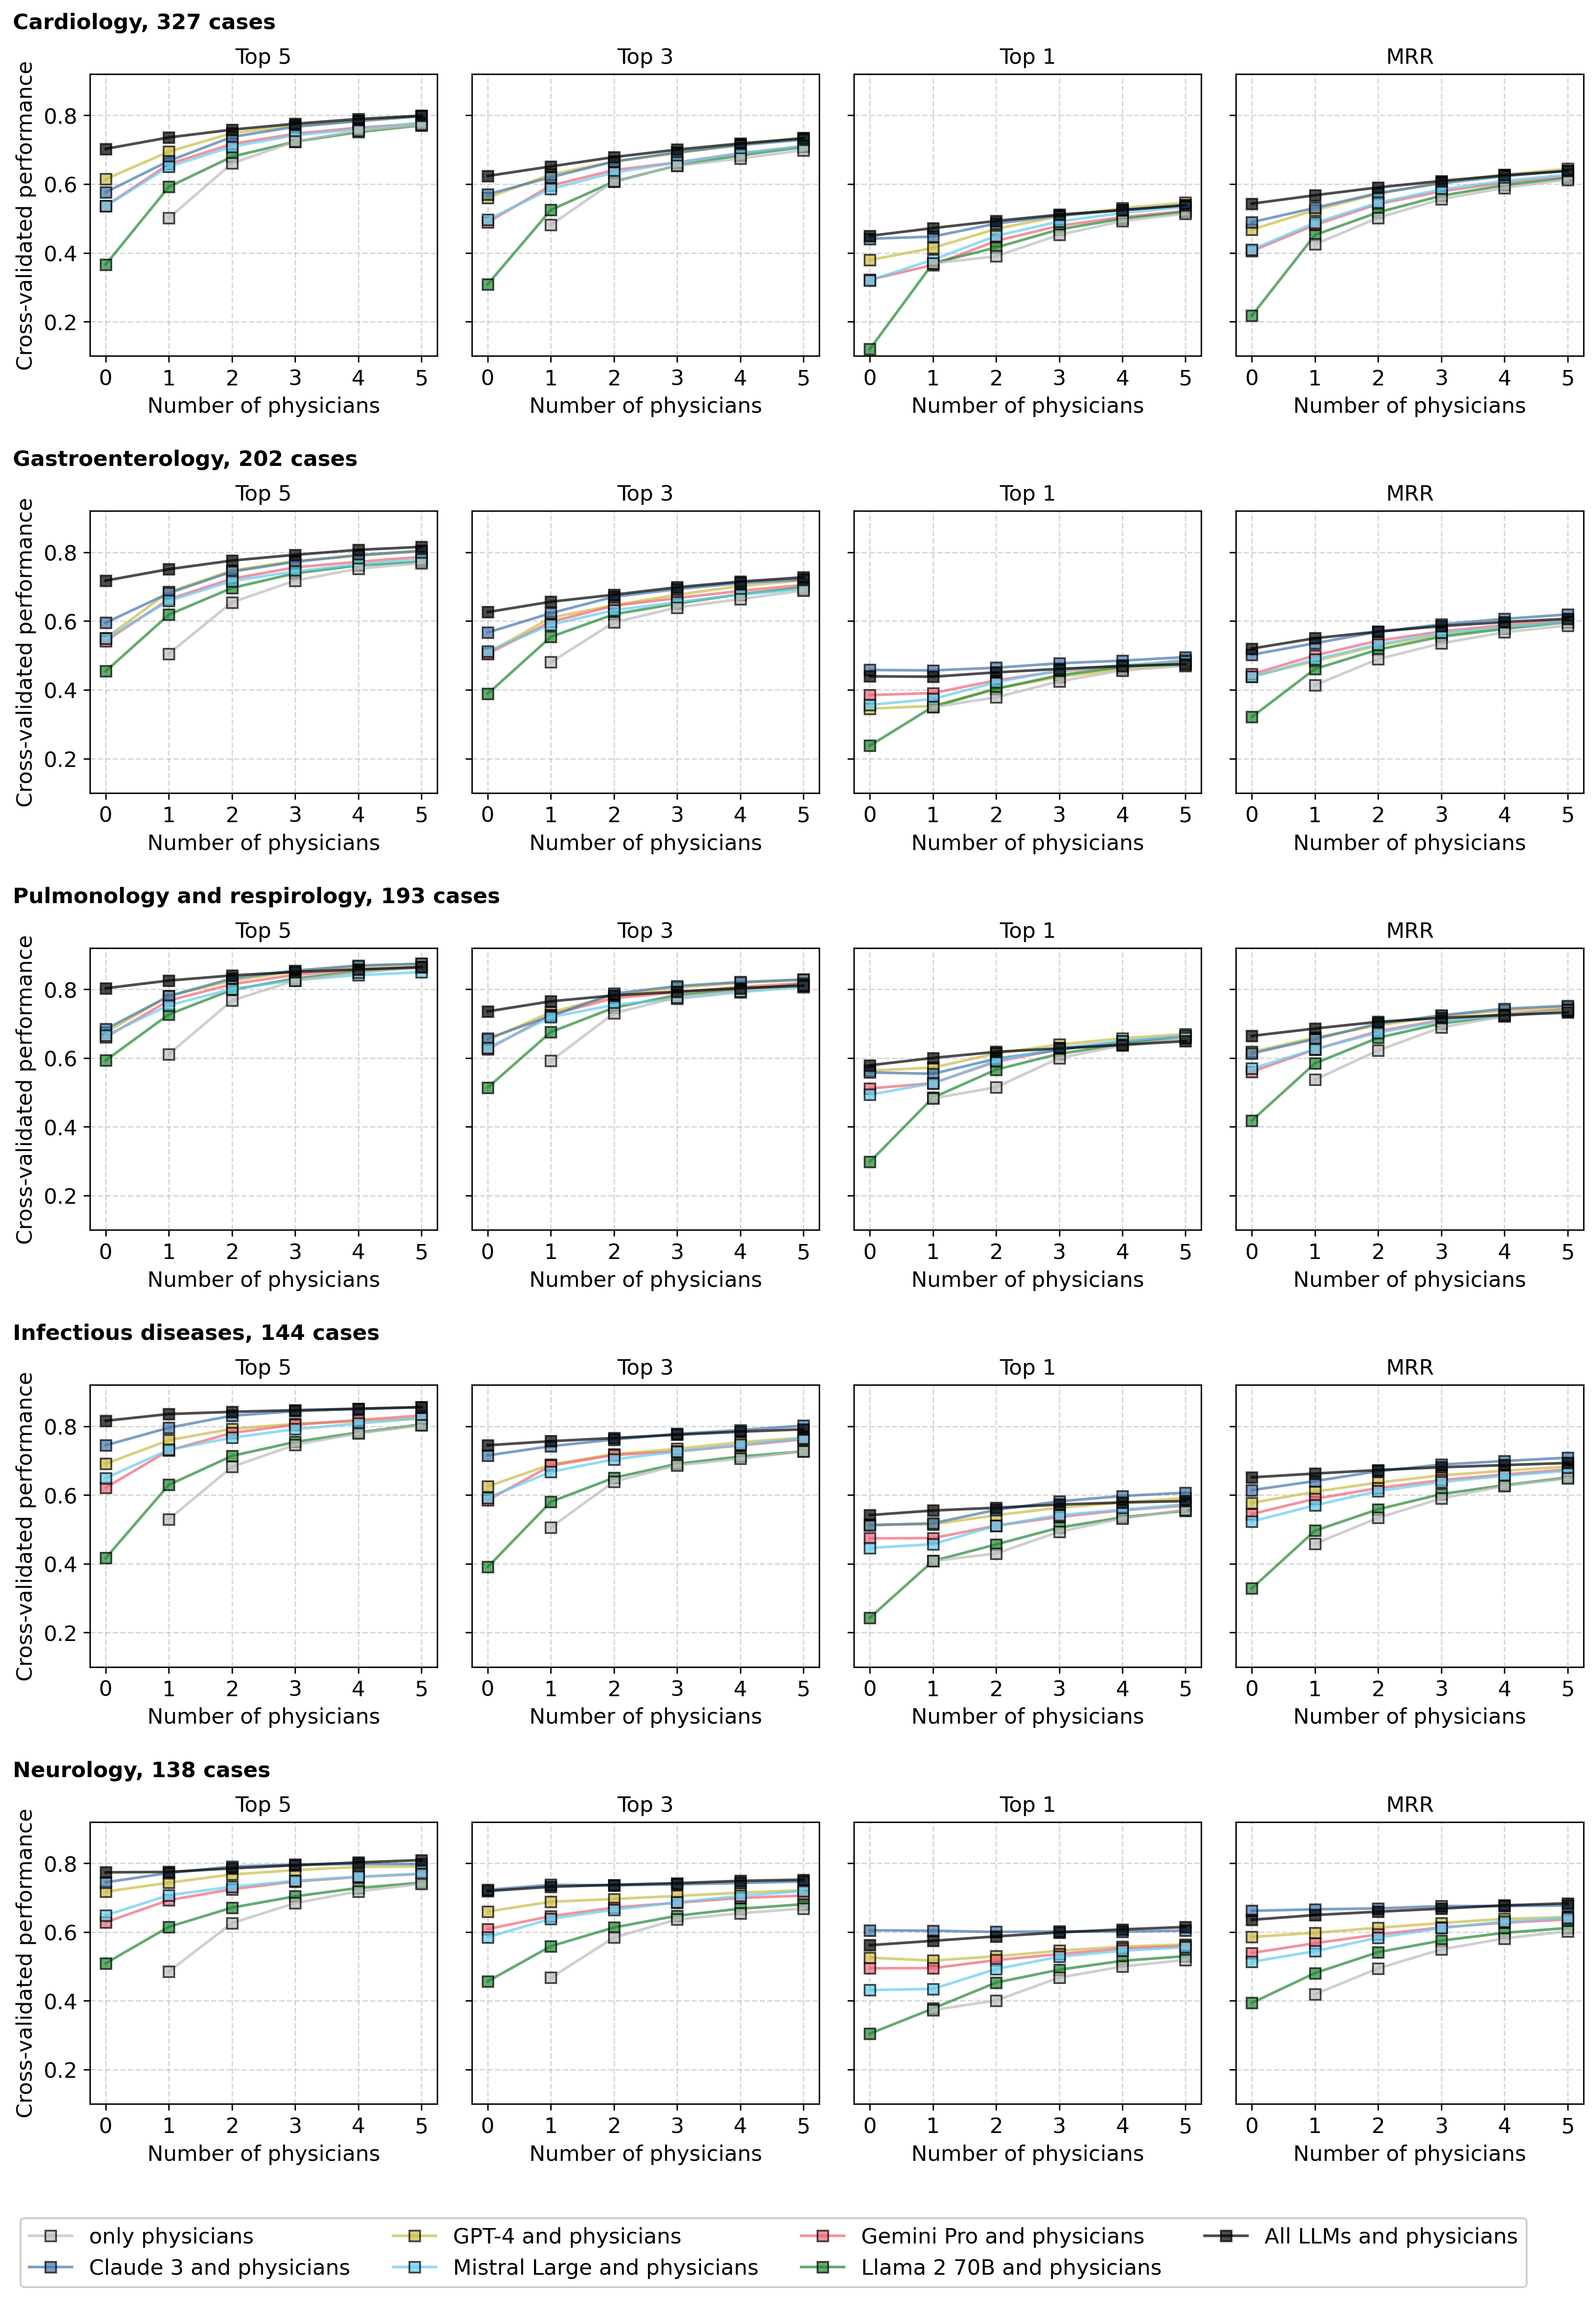 Cardiology, 327 cases
Top 5 Top 3 Top 1 MRR
Cross-validated performance
0.8
0.6
0.4
0.2
0 1 2 3 4 5 0 1 2 3 4 5 0 1 2 3 4 5 0 1 2 3 4 5
Number of physicians Number of physicians Number of physicians Number of physicians
Gastroenterology, 202 cases
Top 5 Top 3 Top 1 MRR
Cross-validated performance
0.8
0.6
0.4
0.2
0 1 2 3 4 5 0 1 2 3 4 5 0 1 2 3 4 5 0 1 2 3 4 5
Number of physicians Number of physicians Number of physicians Number of physicians
Pulmonology and respirology, 193 cases
Top 5 Top 3 Top 1 MRR
Cross-validated performance
0.8
0.6
0.4
0.2
0 1 2 3 4 5 0 1 2 3 4 5 0 1 2 3 4 5 0 1 2 3 4 5
Number of physicians Number of physicians Number of physicians Number of physicians
Infectious diseases, 144 cases
Top 5 Top 3 Top 1 MRR
Cross-validated performance
0.8
0.6
0.4
0.2
0 1 2 3 4 5 0 1 2 3 4 5 0 1 2 3 4 5 0 1 2 3 4 5
Number of physicians Number of physicians Number of physicians Number of physicians
Neurology, 138 cases
Top 5 Top 3 Top 1 MRR
Cross-validated performance
0.8
0.6
0.4
0.2
0 1 2 3 4 5 0 1 2 3 4 5 0 1 2 3 4 5 0 1 2 3 4 5
Number of physicians Number of physicians Number of physicians Number of physicians
only physicians GPT-4 and physicians Gemini Pro and physicians All LLMs and physicians
Claude 3 and physicians Mistral Large and physicians Llama 2 70B and physicians